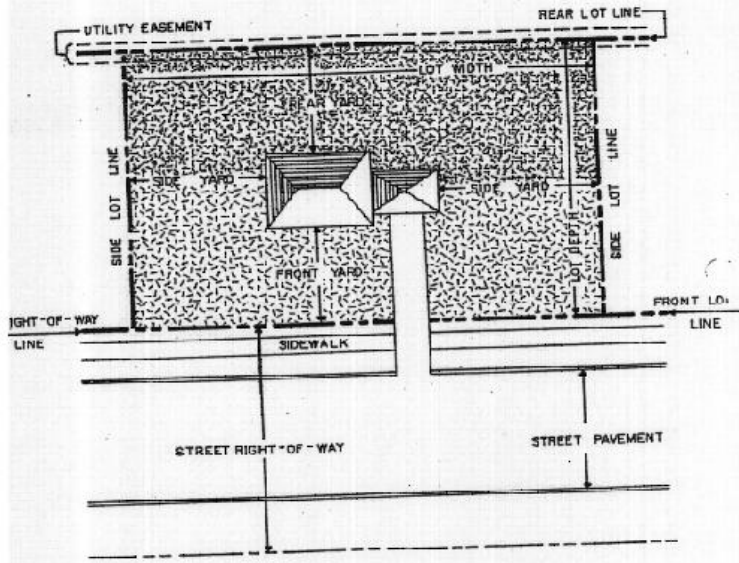 UTILITY EASEMENT
REAR LOT LINE
LOT WIDTH
REAR YARD
SIDE LOT LINE
SIDE YARD
SIDE YARD
SIDE LOT LINE
LOT DEPTH
FRONT YARD
IGHT-OF-WAY
LINE
FRONT LO
LINE
SIDEWALK
STREET RIGHT-OF-WAY
STREET PAVEMENT